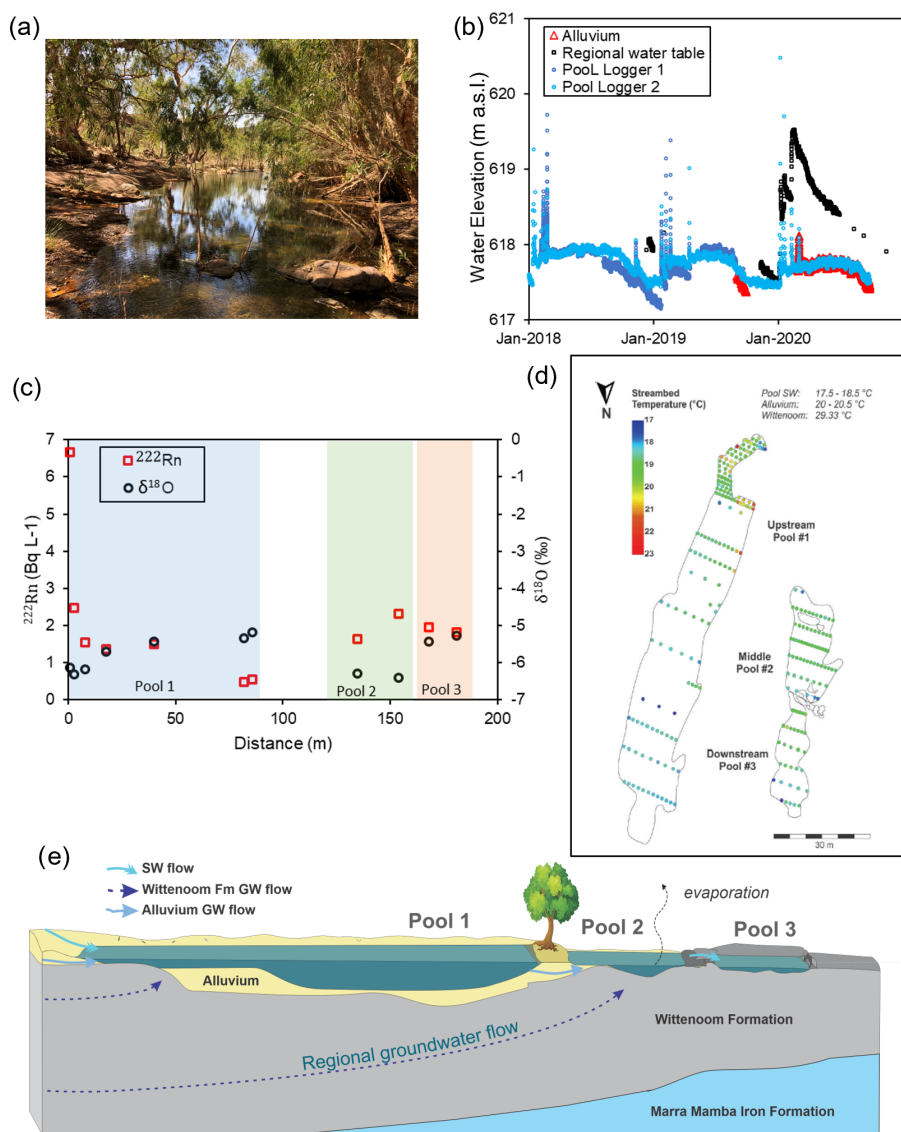 (a)
(b)
Water Elevation (m a.s.l.)
621
620
619
618
617
Alluvium
Regional water table
PooL Logger 1
Pool Logger 2
Jan-2018
Jan-2019
Jan-2020
(c)
²²²Rn (Bq L-1)
7
6
5
4
3
2
1
0
²²²Rn
δ¹⁸O
Pool 1
Pool 2
Pool 3
0
-1
-2
-3
-4
-5
-6
-7
δ¹⁸O (‰)
0
50
100
150
200
Distance (m)
(d)
N
Streambed
Temperature (°C)
17
18
19
20
21
22
23
Pool SW: 17.5 - 18.5 °C
Alluvium: 20 - 20.5 °C
Wittenoom: 29.33 °C
Upstream
Pool #1
Middle
Pool #2
Downstream
Pool #3
30 m
(e)
SW flow
Wittenoom Fm GW flow
Alluvium GW flow
Pool 1
Pool 2
evaporation
Pool 3
Alluvium
Regional groundwater flow
Wittenoom Formation
Marra Mamba Iron Formation